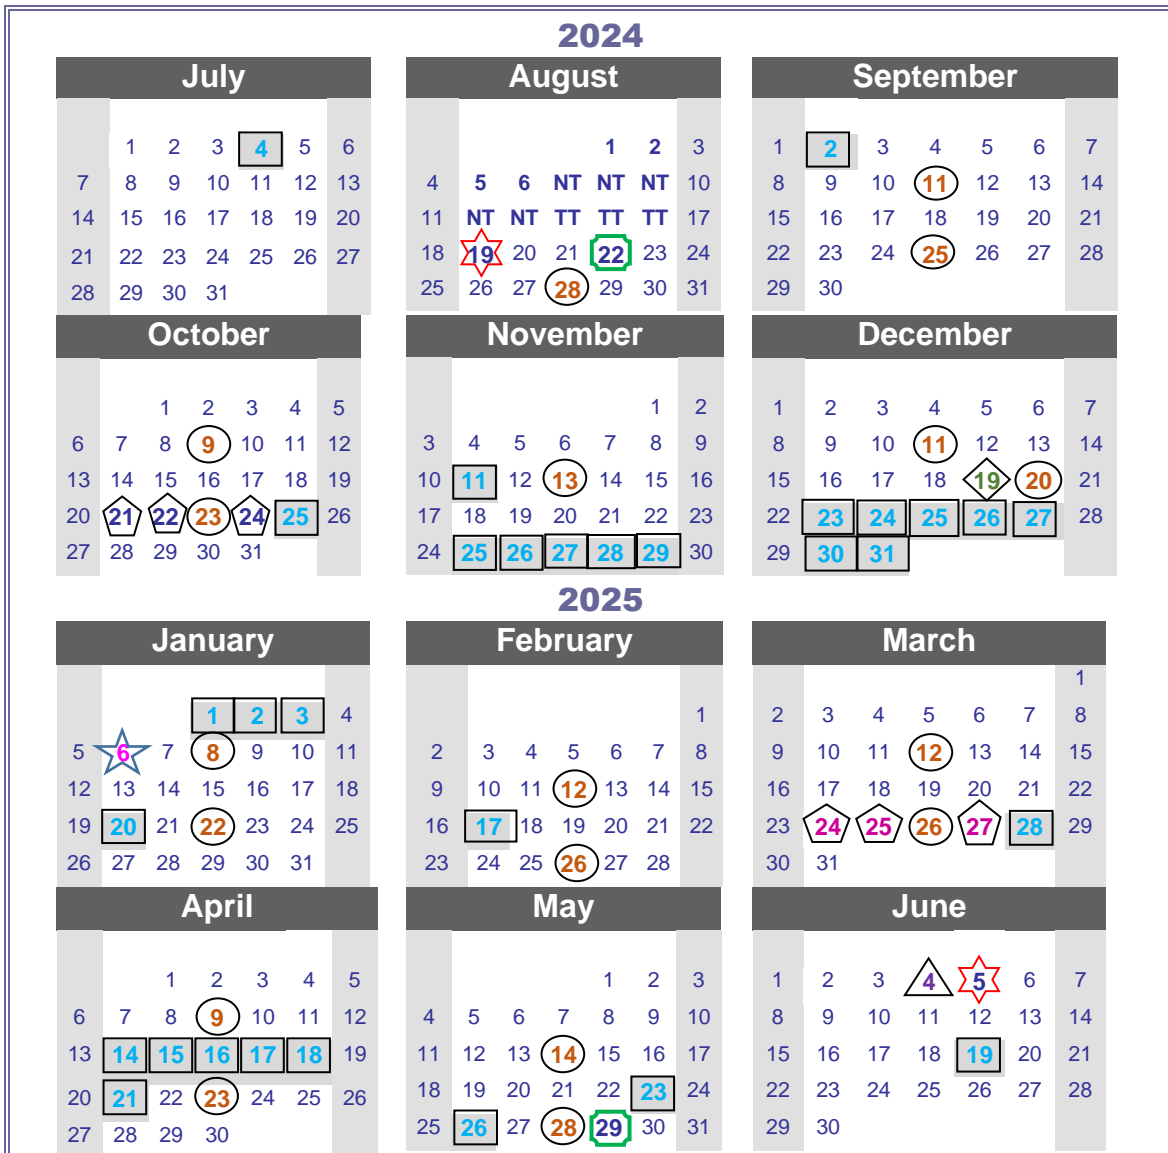 2024
July August September
1 2 3 4 5 6
7 8 9 10 11 12 13
14 15 16 17 18 19 20
21 22 23 24 25 26 27
28 29 30 31
1 2 3
4 5 6 NT NT NT 10
11 NT NT TT TT TT 17
18 19 20 21 22 23 24
25 26 27 28 29 30 31
1 2 3 4 5 6 7
8 9 10 11 12 13 14
15 16 17 18 19 20 21
22 23 24 25 26 27 28
29 30
October November December
1 2 3 4 5
6 7 8 9 10 11 12
13 14 15 16 17 18 19
20 21 22 23 24 25 26
27 28 29 30 31
1 2
3 4 5 6 7 8 9
10 11 12 13 14 15 16
17 18 19 20 21 22 23
24 25 26 27 28 29 30
1 2 3 4 5 6 7
8 9 10 11 12 13 14
15 16 17 18 19 20 21
22 23 24 25 26 27 28
29 30 31
2025
January February March
1 2 3 4
5 6 7 8 9 10 11
12 13 14 15 16 17 18
19 20 21 22 23 24 25
26 27 28 29 30 31
1
2 3 4 5 6 7 8
9 10 11 12 13 14 15
16 17 18 19 20 21 22
23 24 25 26 27 28
1
2 3 4 5 6 7 8
9 10 11 12 13 14 15
16 17 18 19 20 21 22
23 24 25 26 27 28 29
30 31
April May June
1 2 3 4 5
6 7 8 9 10 11 12
13 14 15 16 17 18 19
20 21 22 23 24 25 26
27 28 29 30
1 2 3
4 5 6 7 8 9 10
11 12 13 14 15 16 17
18 19 20 21 22 23 24
25 26 27 28 29 30 31
1 2 3 4 5 6 7
8 9 10 11 12 13 14
15 16 17 18 19 20 21
22 23 24 25 26 27 28
29 30